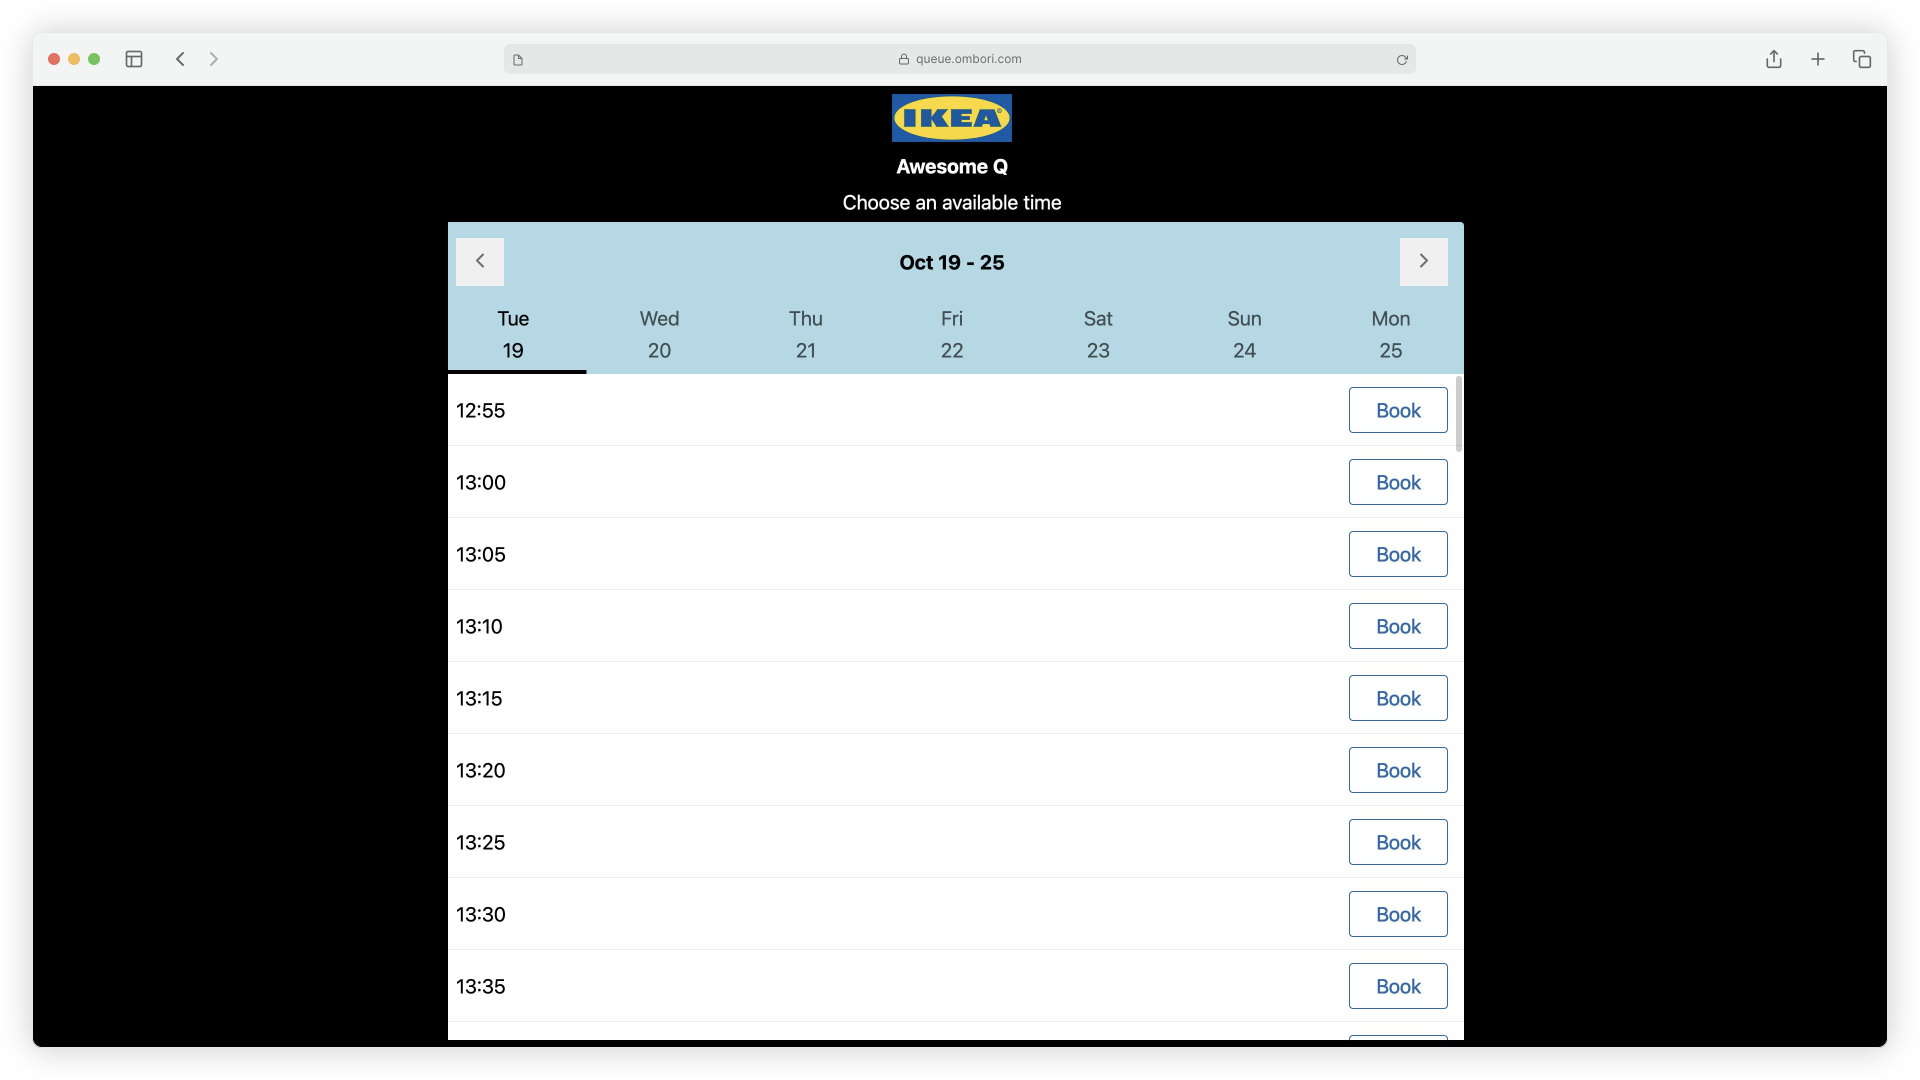 queue.ombori.com
IKEA
Awesome Q
Choose an available time
Oct 19 - 25
Tue Wed Thu Fri Sat Sun Mon
19 20 21 22 23 24 25
12:55 Book
13:00 Book
13:05 Book
13:10 Book
13:15 Book
13:20 Book
13:25 Book
13:30 Book
13:35 Book